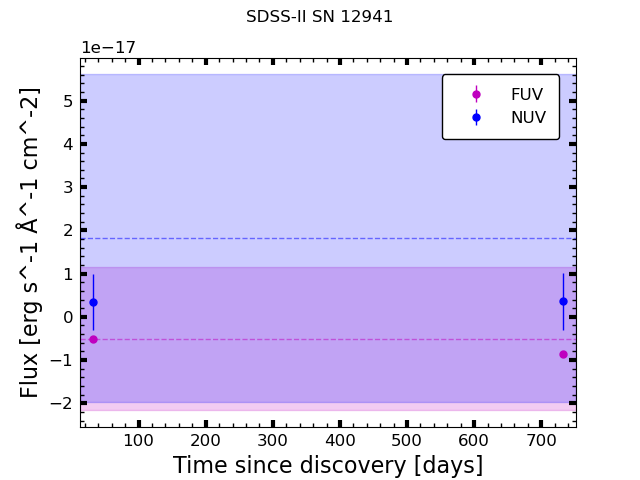 SDSS-II SN 12941
1e−17
Flux [erg s^-1 Å^-1 cm^-2]
5
4
3
2
1
0
−1
−2
FUV
NUV
100 200 300 400 500 600 700
Time since discovery [days]